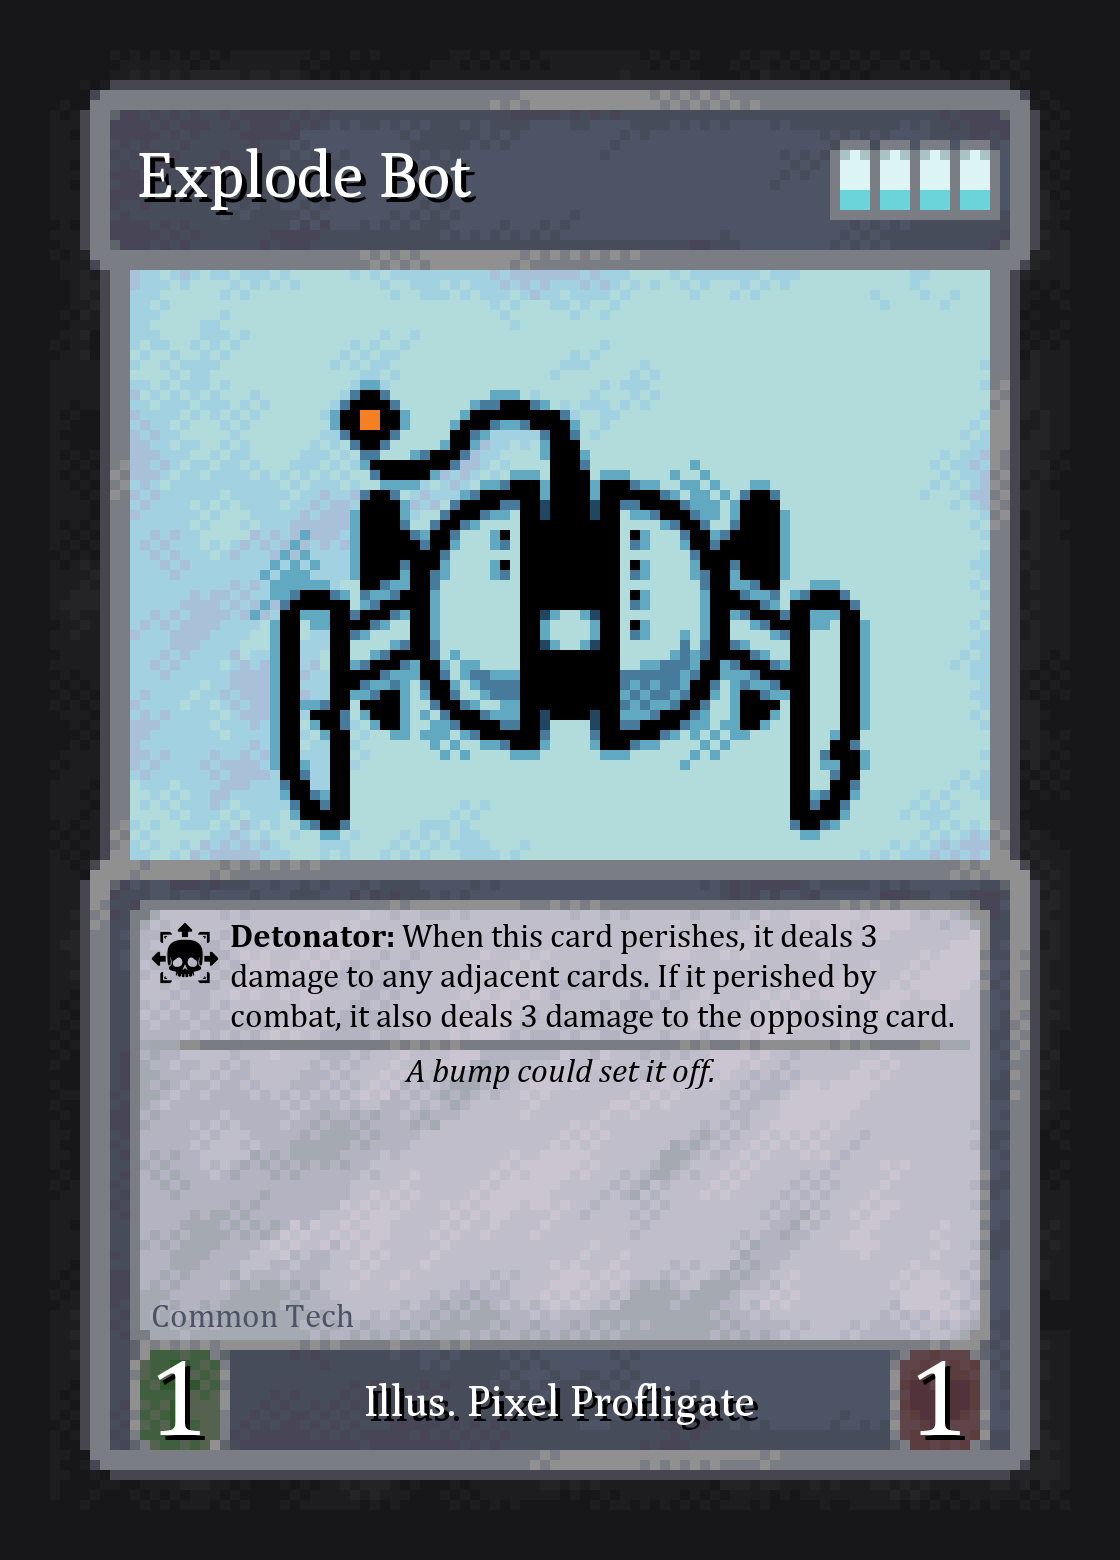 Explode Bot
Detonator: When this card perishes, it deals 3
damage to any adjacent cards. If it perished by
combat, it also deals 3 damage to the opposing card.
A bump could set it off.
Common Tech
1
Illus. Pixel Profligate
1